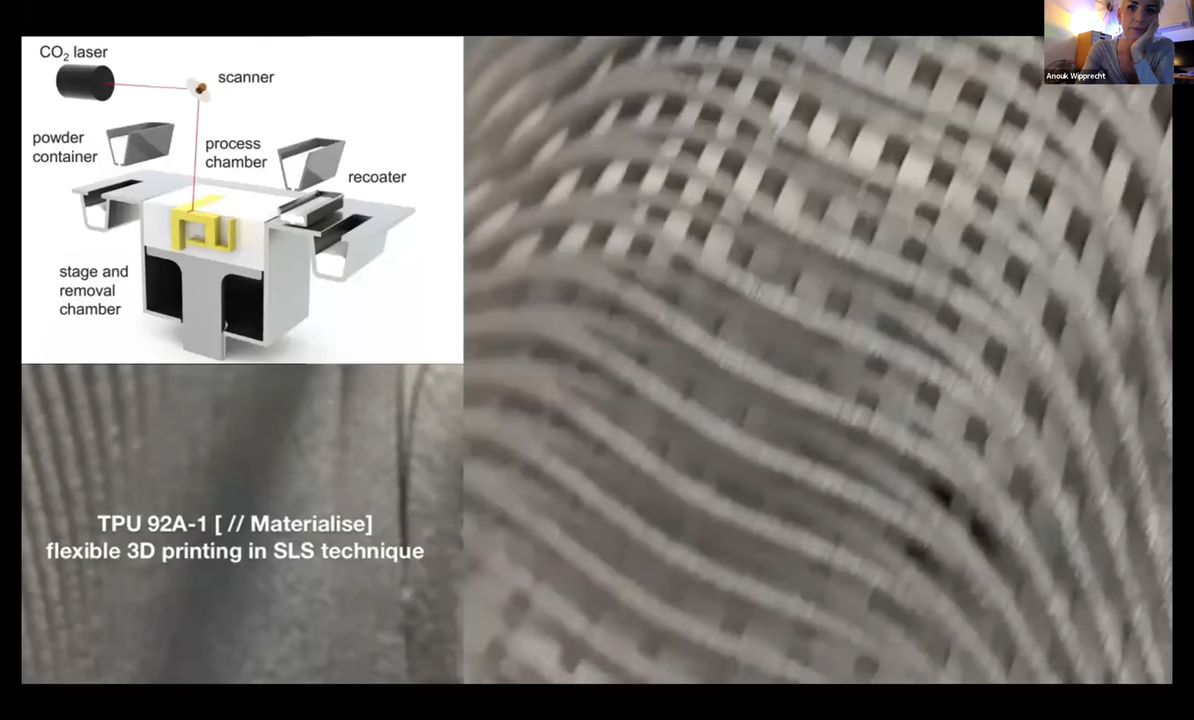 CO₂ laser
scanner
powder
container
process
chamber
recoater
stage and
removal
chamber
TPU 92A-1 [ // Materialise]
flexible 3D printing in SLS technique
Anouk Wipprecht